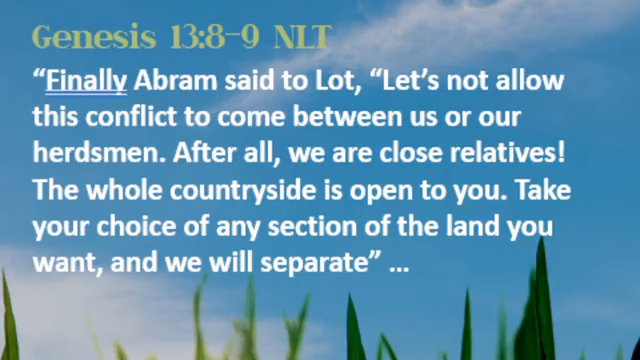 Genesis 13:8-9 NLT
“Finally Abram said to Lot, “Let’s not allow
this conflict to come between us or our
herdsmen. After all, we are close relatives!
The whole countryside is open to you. Take
your choice of any section of the land you
want, and we will separate” ...